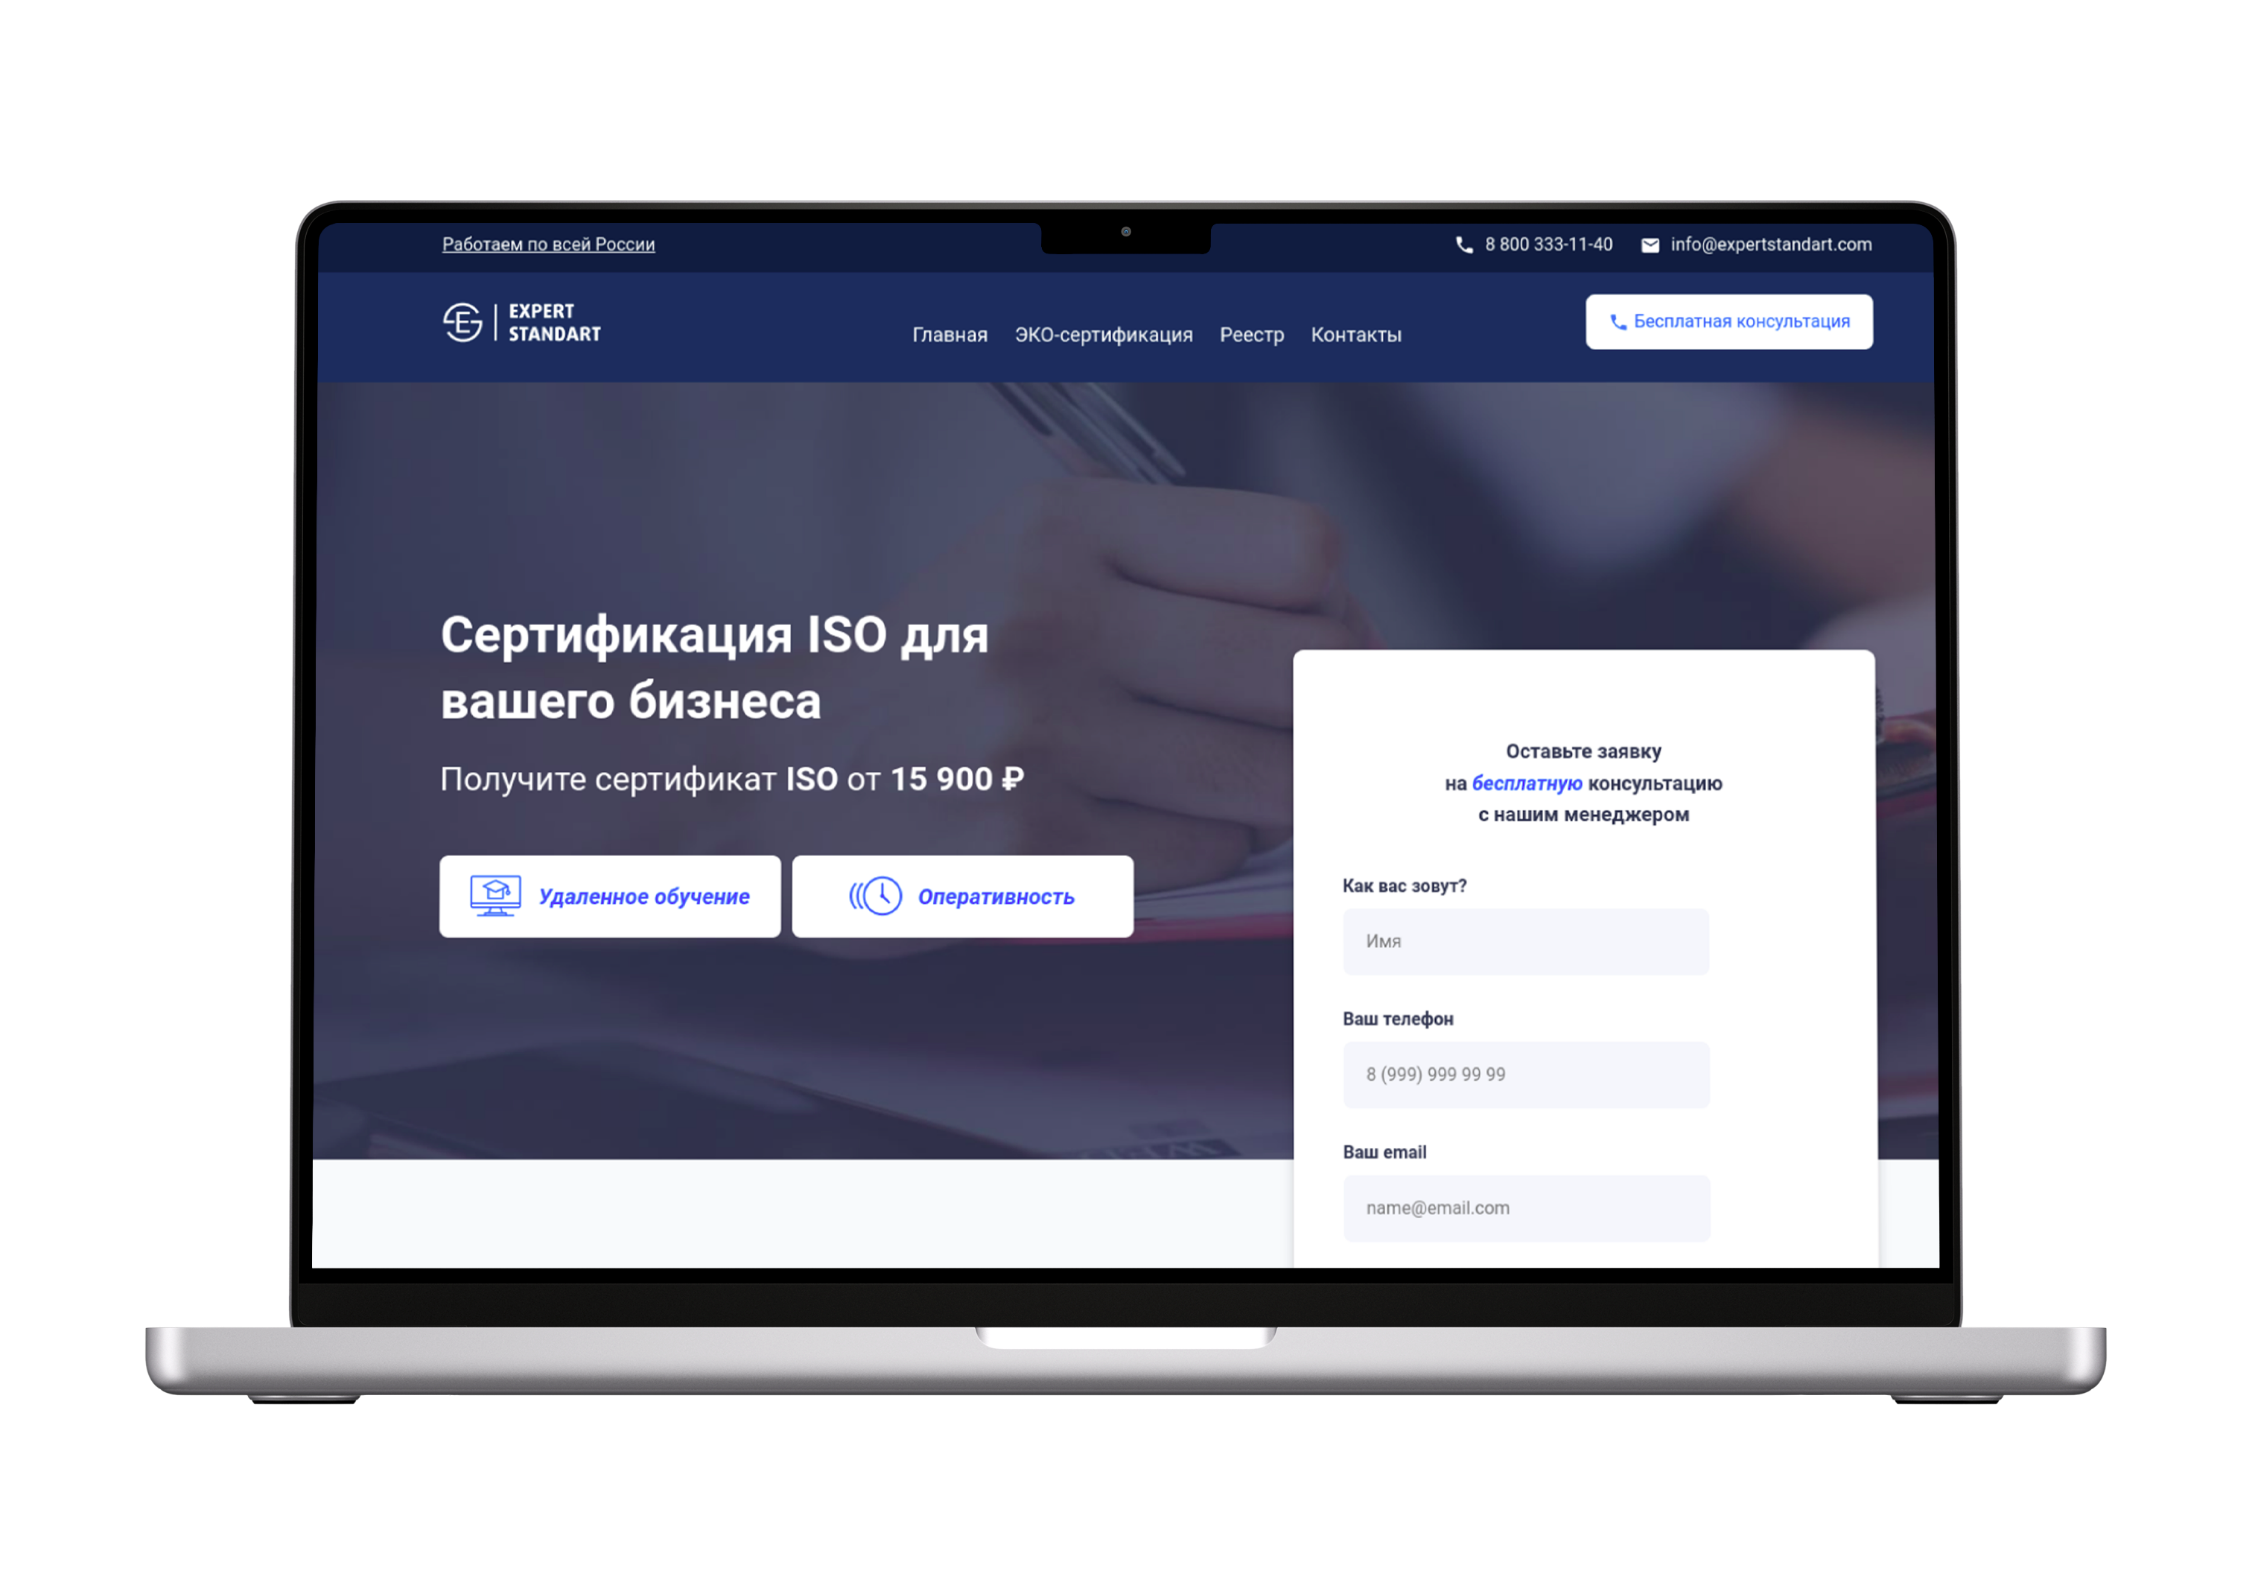 Работаем по всей России
8 800 333-11-40
info@expertstandart.com
EXPERT
STANDART
Главная
ЭКО-сертификация
Реестр
Контакты
Бесплатная консультация
Сертификация ISO для
вашего бизнеса
Получите сертификат ISO от 15 900 ₽
Удаленное обучение
Оперативность
Оставьте заявку
на бесплатную консультацию
с нашим менеджером
Как вас зовут?
Имя
Ваш телефон
8 (999) 999 99 99
Ваш email
name@email.com